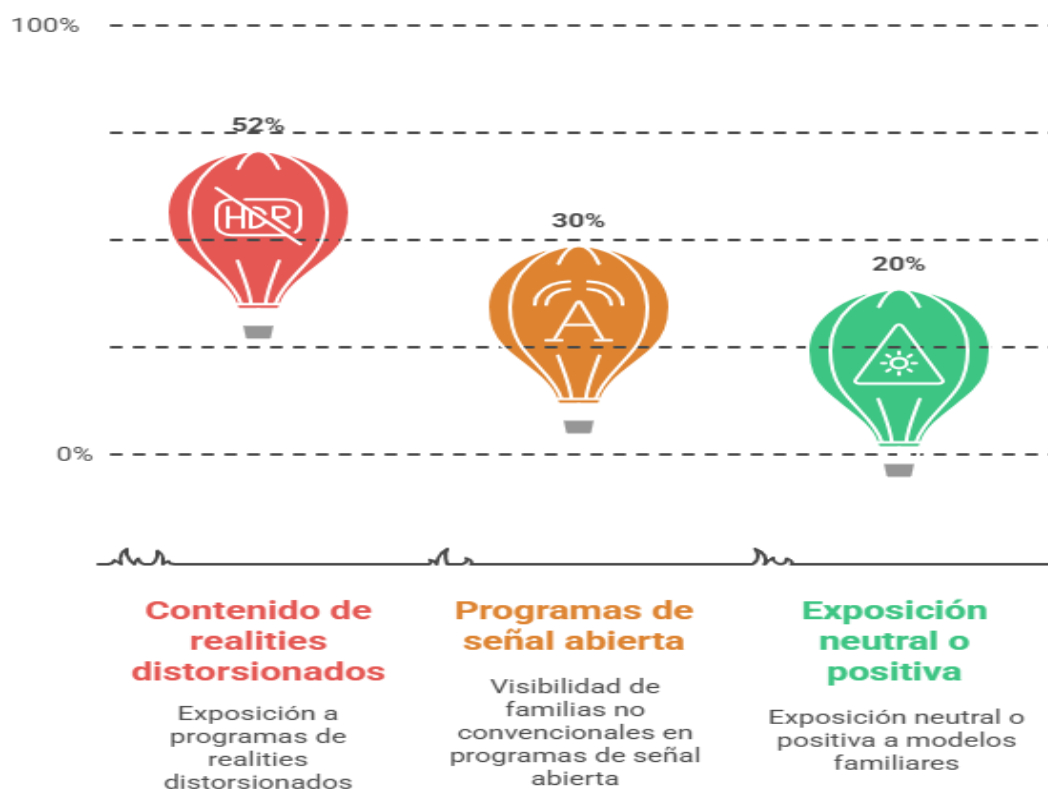 100%
52%
HDR
30%
A
20%
0%
Contenido de
realities
distorsionados
Exposición a
programas de
realities
distorsionados
Programas de
señal abierta
Visibilidad de
familias no
convencionales en
programas de señal
abierta
Exposición
neutral o
positiva
Exposición neutral o
positiva a modelos
familiares